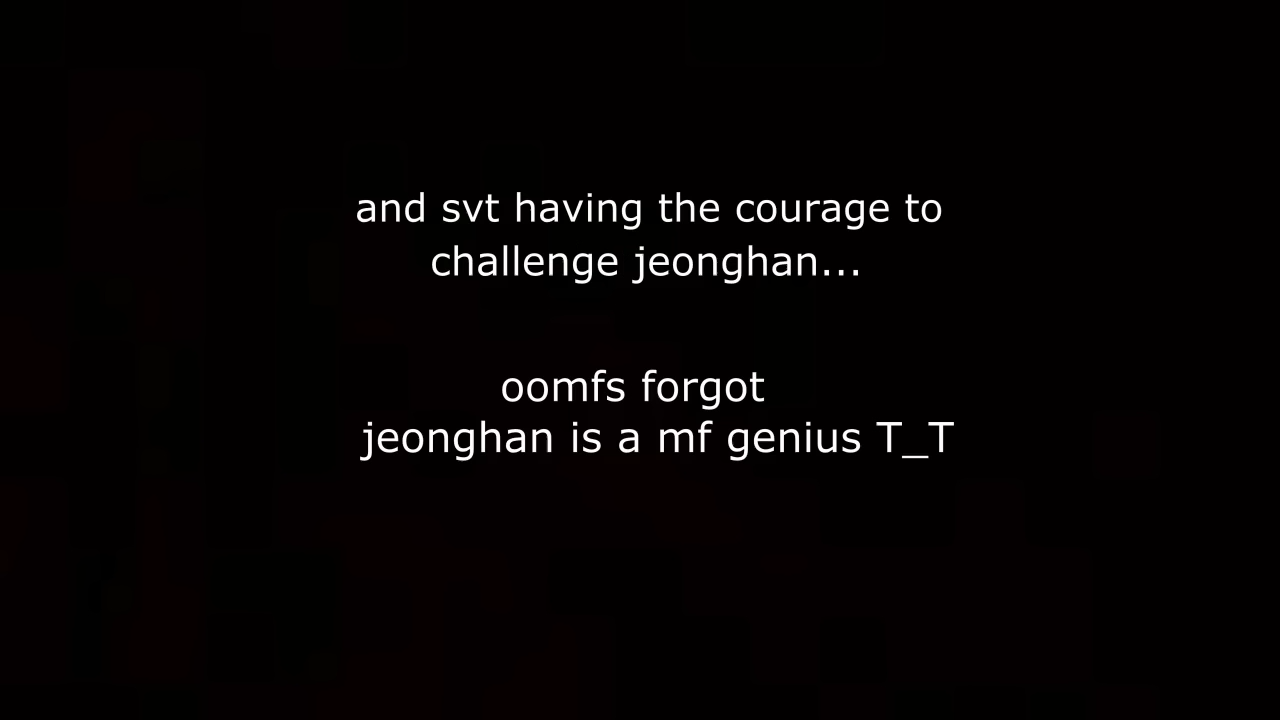 and svt having the courage to
challenge jeonghan...
oomfs forgot
jeonghan is a mf genius T_T